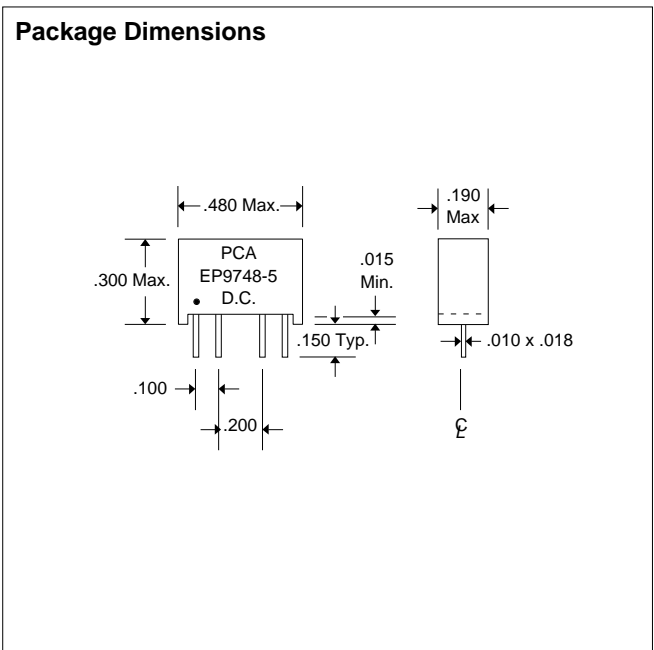 Package Dimensions
.480 Max.
.190
Max
PCA
EP9748-5
D.C.
.300 Max.
.015
Min.
.150 Typ.
.010 x .018
.100
.200
℄